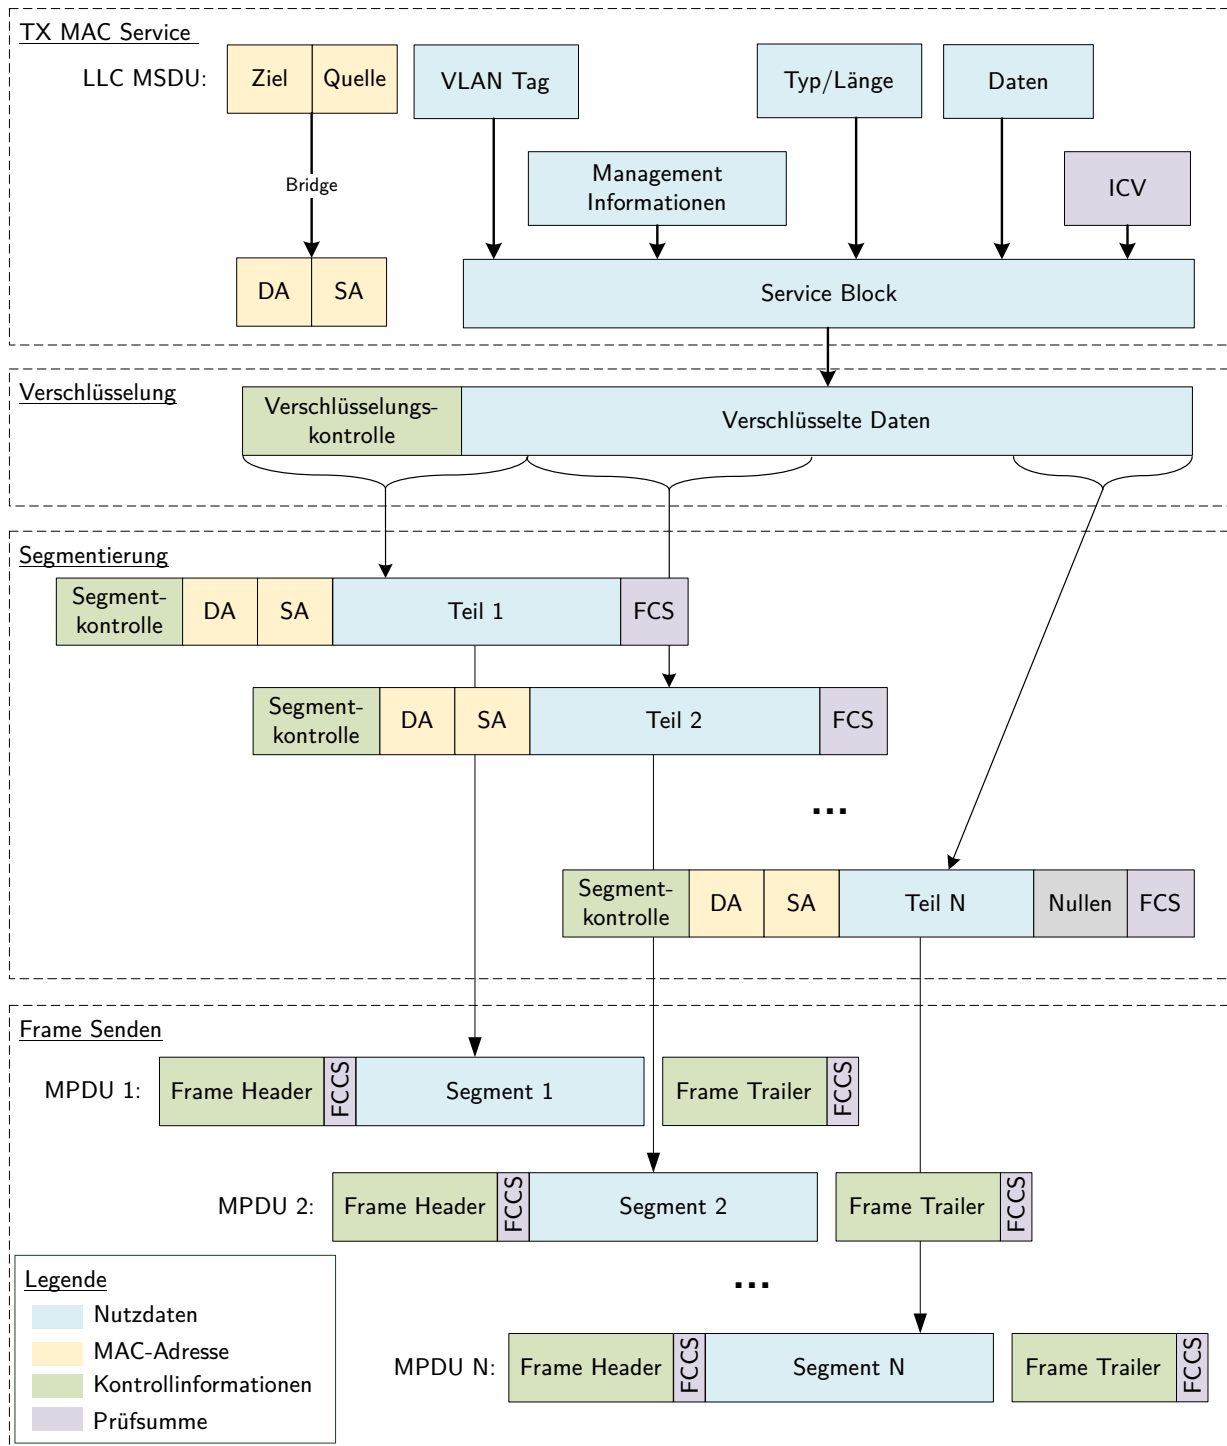 TX MAC Service
LLC MSDU:
Ziel
Quelle
VLAN Tag
Typ/Länge
Daten
Management
Informationen
ICV
Bridge
DA
SA
Service Block
Verschlüsselung
Verschlüsselungs-
kontrolle
Verschlüsselte Daten
Segmentierung
Segment-
kontrolle
DA
SA
Teil 1
FCS
Segment-
kontrolle
DA
SA
Teil 2
FCS
...
Segment-
kontrolle
DA
SA
Teil N
Nullen
FCS
Frame Senden
MPDU 1:
Frame Header
FCCS
Segment 1
Frame Trailer
FCCS
MPDU 2:
Frame Header
FCCS
Segment 2
Frame Trailer
FCCS
...
MPDU N:
Frame Header
FCCS
Segment N
Frame Trailer
FCCS
Legende
Nutzdaten
MAC-Adresse
Kontrollinformationen
Prüfsumme